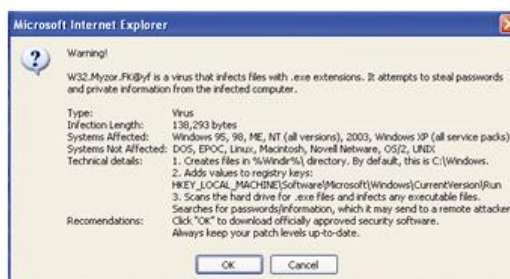 Microsoft Internet Explorer
Warning!
W32.Myzor.FK@yf is a virus that infects files with .exe extensions. It attempts to steal passwords
and private information from the infected computer.
Type: Virus
Infection Length: 138,293 bytes
Systems Affected: Windows 95, 98, ME, NT (all versions), 2003, Windows XP (all service packs)
Systems Not Affected: DOS, EPOC, Linux, Macintosh, Novell Netware, OS/2, UNIX
Technical details: 1. Creates files in %Windir%\ directory. By default, this is C:\Windows.
2. Adds values to registry keys:
HKEY_LOCAL_MACHINE\Software\Microsoft\Windows\CurrentVersion\Run
3. Scans the hard drive for .exe files and infects any executable files.
Searches for passwords/information, which it may send to a remote attacker
Recomendations: Click "OK" to download officially approved security software.
Always keep your patch levels up-to-date.
OK Cancel